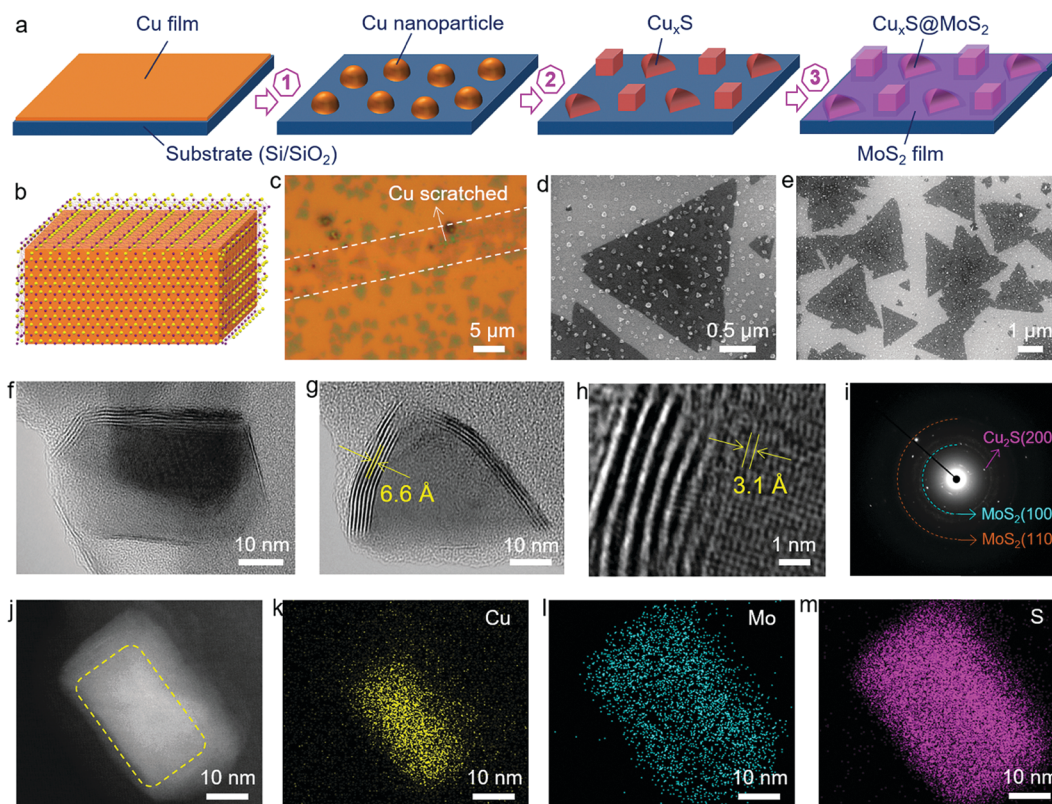 a
Cu film
Cu nanoparticle
CuxS
CuxS@MoS2
1
2
3
Substrate (Si/SiO2)
MoS2 film
b
c
Cu scratched
5 μm
d
0.5 μm
e
1 μm
f
10 nm
g
6.6 Å
10 nm
h
3.1 Å
1 nm
i
Cu2S(200)
MoS2(100)
MoS2(110)
j
10 nm
k
Cu
10 nm
l
Mo
10 nm
m
S
10 nm